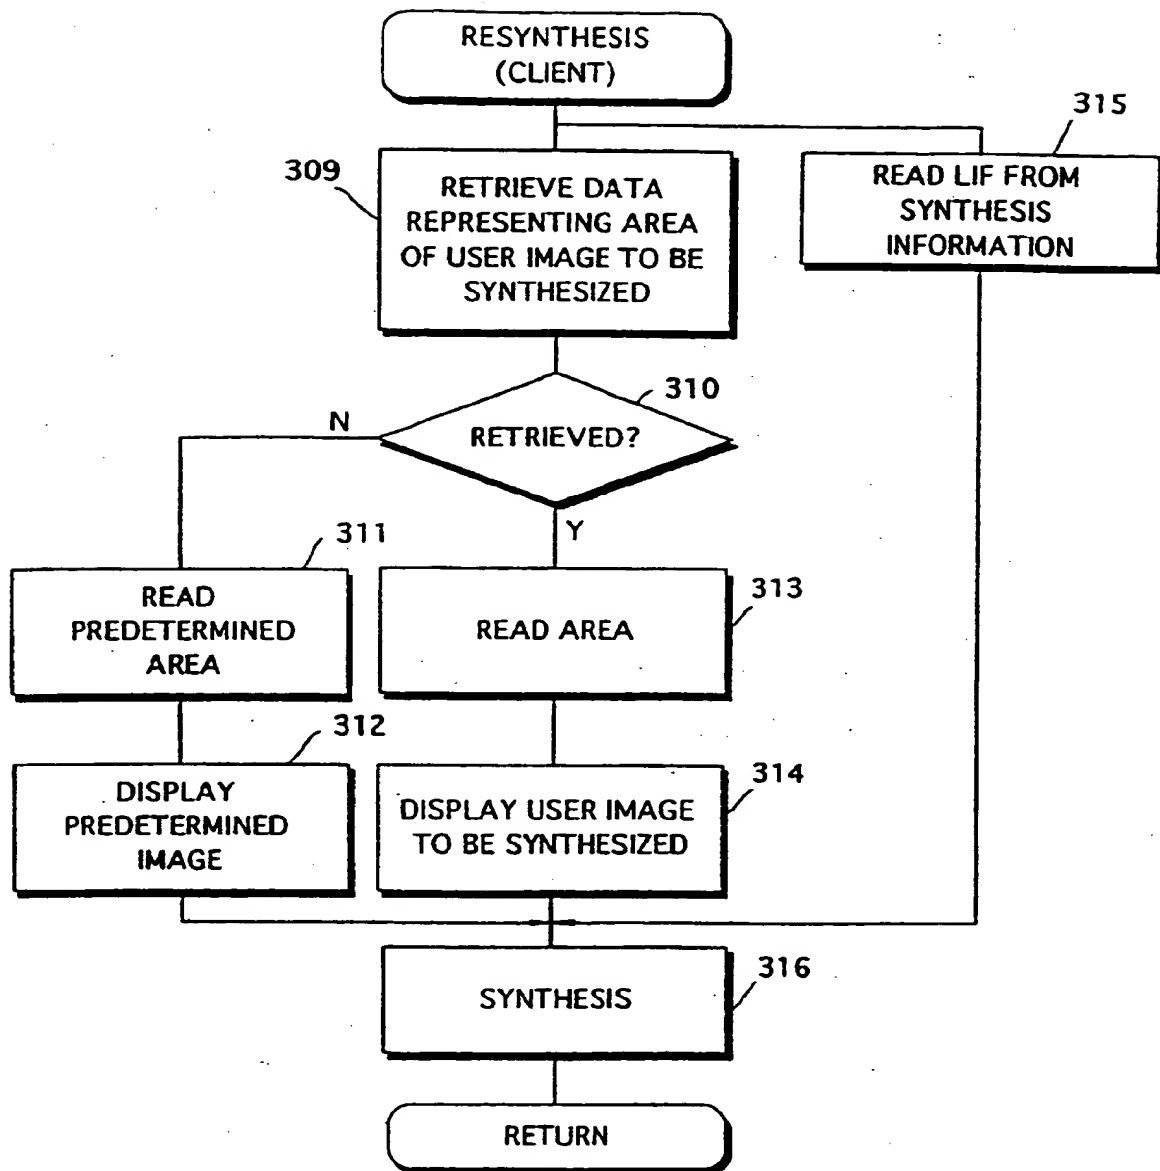 RESYNTHESIS
(CLIENT)
315
309
RETRIEVE DATA
REPRESENTING AREA
OF USER IMAGE TO BE
SYNTHESIZED
READ LIF FROM
SYNTHESIS
INFORMATION
310
N
RETRIEVED?
Y
311
READ
PREDETERMINED
AREA
313
READ AREA
312
DISPLAY
PREDETERMINED
IMAGE
314
DISPLAY USER IMAGE
TO BE SYNTHESIZED
316
SYNTHESIS
RETURN